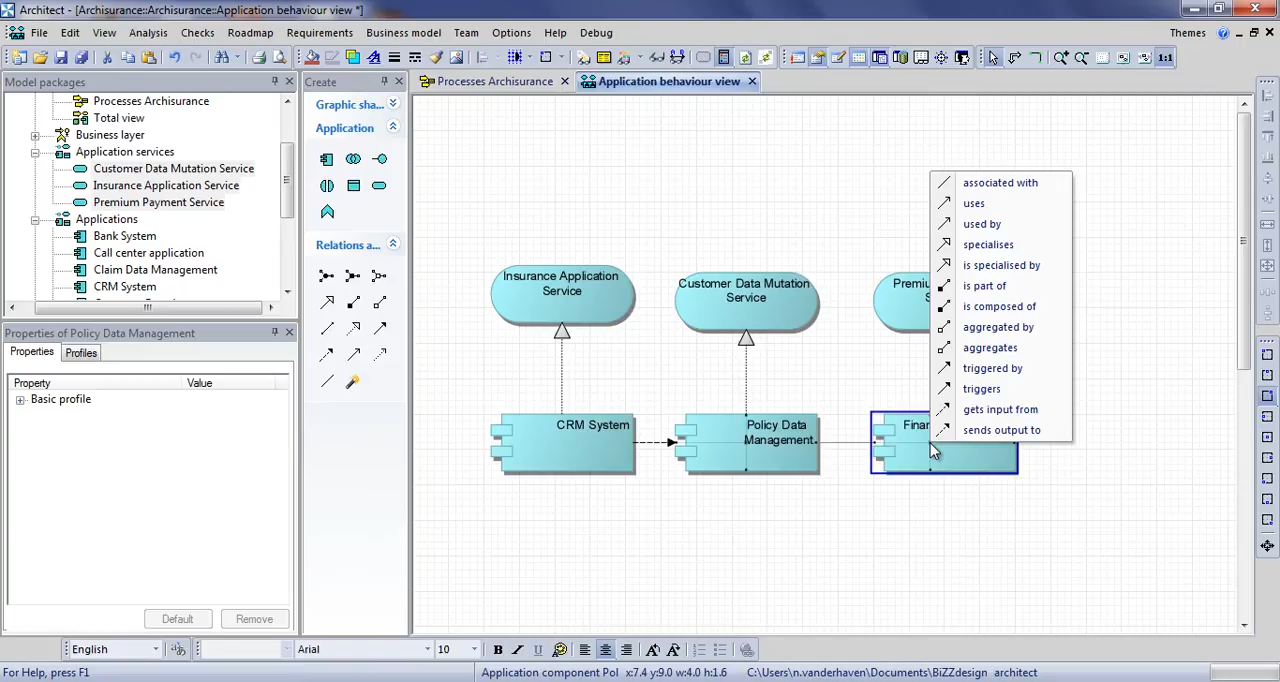 Architect - [Archisurance::Archisurance::Application behaviour view *]
File Edit View Analysis Checks Roadmap Requirements Business model Team Options Help Debug Themes
1:1
Model packages
Processes Archisurance
Total view
Business layer
Application services
Customer Data Mutation Service
Insurance Application Service
Premium Payment Service
Applications
Bank System
Call center application
Claim Data Management
CRM System
Properties of Policy Data Management
Properties Profiles
Property Value
Basic profile
Default Remove
Create
Graphic sha...
Application
Relations a...
Processes Archisurance
Application behaviour view
Insurance Application
Service
Customer Data Mutation
Service
Premiu
S
CRM System
Policy Data
Management
Finan
associated with
uses
used by
specialises
is specialised by
is part of
is composed of
aggregated by
aggregates
triggered by
triggers
gets input from
sends output to
English Arial 10 B I U
For Help, press F1 Application component Pol x:7.4 y:9.0 w:4.0 h:1.6 C:\Users\n.vanderhaven\Documents\BiZZdesign architect